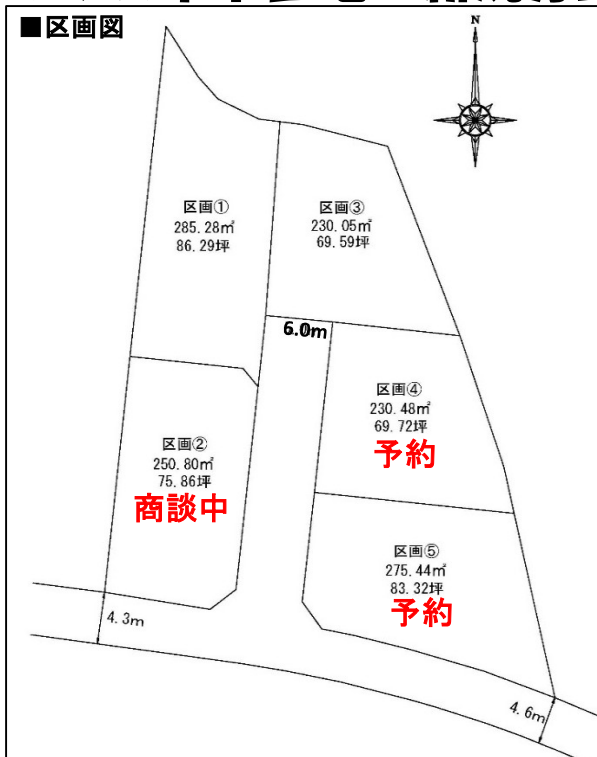 ■区画図
N
区画①
285.28㎡
86.29坪
区画③
230.05㎡
69.59坪
6.0m
区画④
230.48㎡
69.72坪
予約
区画②
250.80㎡
75.86坪
商談中
区画⑤
275.44㎡
83.32坪
予約
4.3m
4.6m